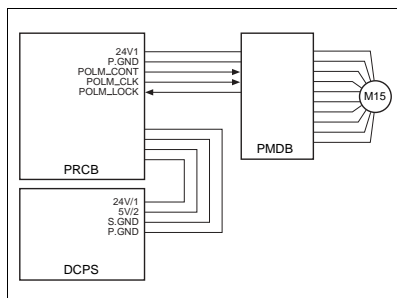 24V1
P.GND
POLM_CONT
POLM_CLK
POLM_LOCK
M15
PRCB
PMDB
24V/1
5V/2
S.GND
P.GND
DCPS